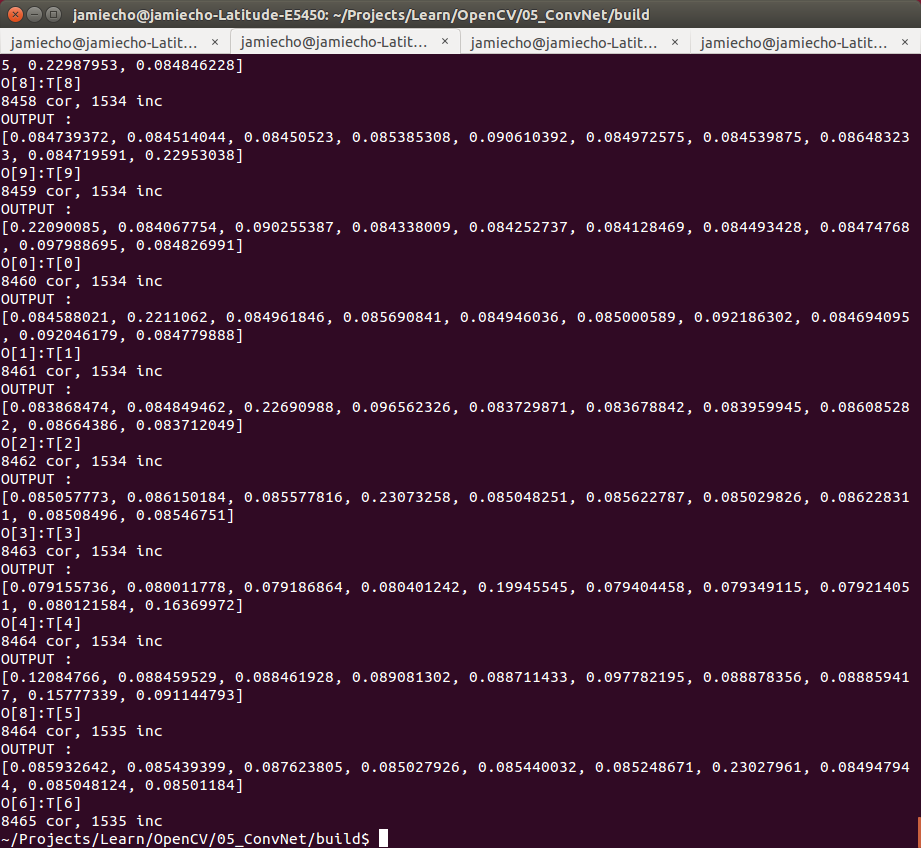 jamiecho@jamiecho-Latitude-E5450: ~/Projects/Learn/OpenCV/05_ConvNet/build
jamiecho@jamiecho-Latit... × jamiecho@jamiecho-Latit... × jamiecho@jamiecho-Latit... × jamiecho@jamiecho-Latit... ×
5, 0.22987953, 0.084846228]
O[8]:T[8]
8458 cor, 1534 inc
OUTPUT :
[0.084739372, 0.084514044, 0.08450523, 0.085385308, 0.090610392, 0.084972575, 0.084539875, 0.08648323
3, 0.084719591, 0.22953038]
O[9]:T[9]
8459 cor, 1534 inc
OUTPUT :
[0.22090085, 0.084067754, 0.090255387, 0.084338009, 0.084252737, 0.084128469, 0.084493428, 0.08474768
, 0.097988695, 0.084826991]
O[0]:T[0]
8460 cor, 1534 inc
OUTPUT :
[0.084588021, 0.2211062, 0.084961846, 0.085690841, 0.084946036, 0.085000589, 0.092186302, 0.084694095
, 0.092046179, 0.084779888]
O[1]:T[1]
8461 cor, 1534 inc
OUTPUT :
[0.083868474, 0.084849462, 0.22690988, 0.096562326, 0.083729871, 0.083678842, 0.083959945, 0.08608528
2, 0.08664386, 0.083712049]
O[2]:T[2]
8462 cor, 1534 inc
OUTPUT :
[0.085057773, 0.086150184, 0.085577816, 0.23073258, 0.085048251, 0.085622787, 0.085029826, 0.08622831
1, 0.08508496, 0.08546751]
O[3]:T[3]
8463 cor, 1534 inc
OUTPUT :
[0.079155736, 0.080011778, 0.079186864, 0.080401242, 0.19945545, 0.079404458, 0.079349115, 0.07921405
1, 0.080121584, 0.16369972]
O[4]:T[4]
8464 cor, 1534 inc
OUTPUT :
[0.12084766, 0.088459529, 0.088461928, 0.089081302, 0.088711433, 0.097782195, 0.088878356, 0.08885941
7, 0.15777339, 0.091144793]
O[8]:T[5]
8464 cor, 1535 inc
OUTPUT :
[0.085932642, 0.085439399, 0.087623805, 0.085027926, 0.085440032, 0.085248671, 0.23027961, 0.08494794
4, 0.085048124, 0.08501184]
O[6]:T[6]
8465 cor, 1535 inc
~/Projects/Learn/OpenCV/05_ConvNet/build$